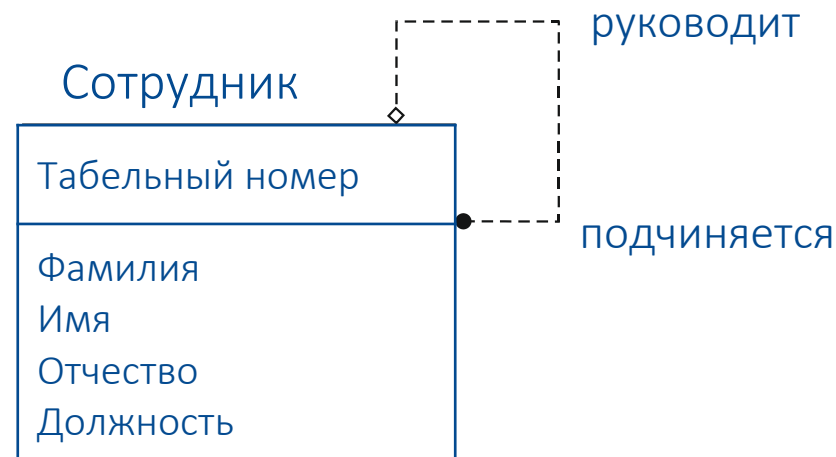 руководит
Сотрудник
Табельный номер
подчиняется
Фамилия
Имя
Отчество
Должность